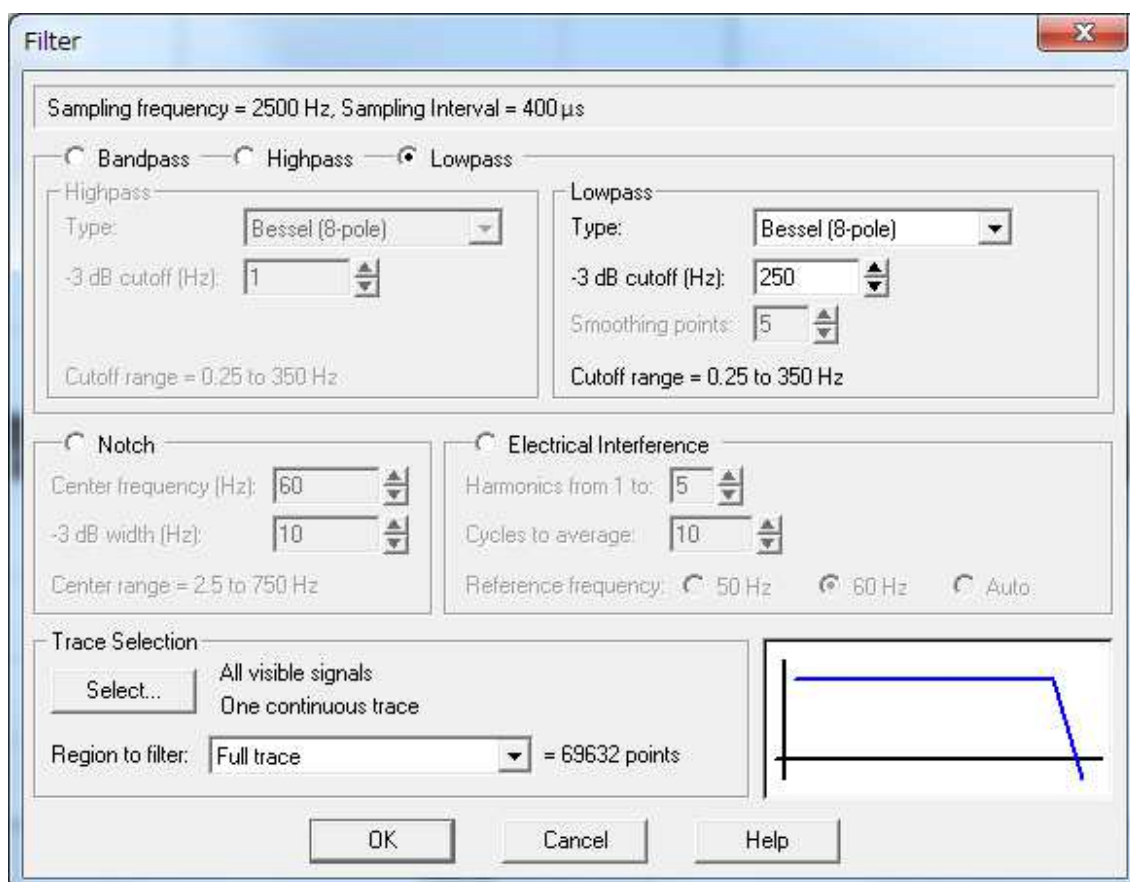 Filter
Sampling frequency = 2500 Hz, Sampling Interval = 400 µs
Bandpass Highpass Lowpass
Highpass
Type: Bessel (8-pole)
-3 dB cutoff (Hz): 1
Cutoff range = 0.25 to 350 Hz
Lowpass
Type: Bessel (8-pole)
-3 dB cutoff (Hz): 250
Smoothing points: 5
Cutoff range = 0.25 to 350 Hz
Notch
Center frequency (Hz): 60
-3 dB width (Hz): 10
Center range = 2.5 to 750 Hz
Electrical Interference
Harmonics from 1 to: 5
Cycles to average: 10
Reference frequency: 50 Hz 60 Hz Auto
Trace Selection
Select... All visible signals
One continuous trace
Region to filter: Full trace = 69632 points
OK Cancel Help